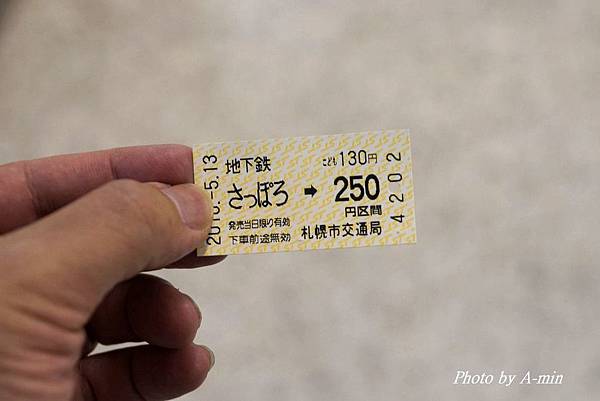 地下鉄 こども130円
さっぽろ → 250
円区間
発売当日限り有効
下車前途無効 札幌市交通局
-5.13
4202
Photo by A-min